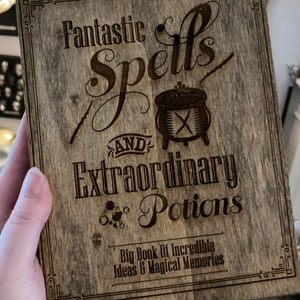 Fantastic
Spells
AND
Extraordinary
Potions
Big Book Of Incredible
Ideas & Magical Memories